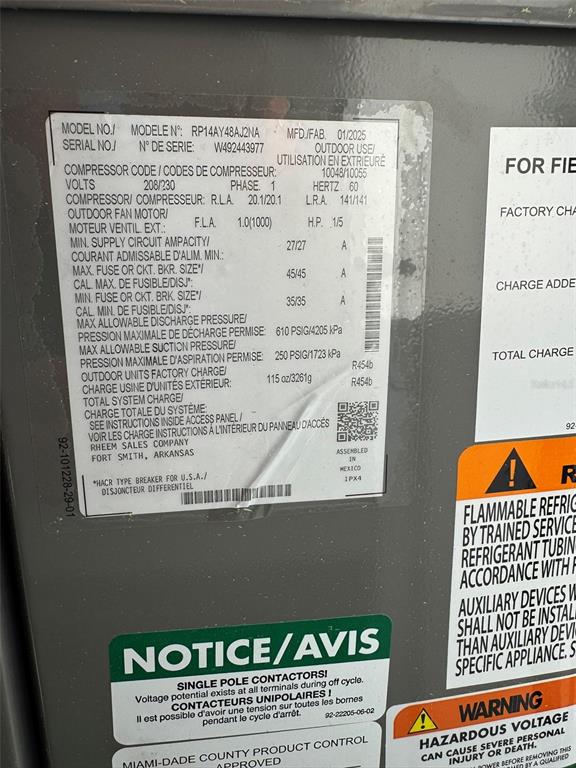 MODEL NO./ MODELE N°: RP14AY48AJ2NA MFD./FAB. 01/2025
SERIAL NO./ N° DE SERIE: W492443977 OUTDOOR USE/
UTILISATION EN EXTRIEURE
COMPRESSOR CODE / CODES DE COMPRESEUR: 10048/10055
VOLTS 208/230 PHASE 1 HERTZ 60
COMPRESSOR/ COMPRESSEUR: R.L.A. 20.1/20.1 L.R.A. 141/141
OUTDOOR FAN MOTOR/
MOTEUR VENTIL EXT.: F.L.A. 1.0(1000) H.P. 1/5
MIN. SUPPLY CIRCUIT AMPACITY/ 27/27 A
COURANT ADMISSABLE D'ALIM. MIN.:
MAX. FUSE OR CKT. BKR. SIZE*/ 45/45 A
CAL. MAX. DE FUSIBLE/DISJ*:
MIN. FUSE OR CKT. BKR. SIZE*/ 35/35 A
CAL. MIN. DE FUSIBLE/DISJ*:
MAX ALLOWABLE DISCHARGE PRESSURE/
PRESSION MAXIMALE DE DÉCHARGE PERMISE: 610 PSIG/4205 kPa
MAX ALLOWABLE SUCTION PRESSURE/
PRESSION MAXIMALE D'ASPIRATION PERMISE: 250 PSIG/1723 kPa
OUTDOOR UNITS FACTORY CHARGE/ R454b
CHARGE USINE D'UNITÉS EXTÉRIEUR: 115 oz/3261g R454b
TOTAL SYSTEM CHARGE/
CHARGE TOTALE DU SYSTÈME:
SEE INSTRUCTIONS INSIDE ACCESS PANEL /
VOIR LES CHARGE INSTRUCTIONS À L'INTÉRIEUR DU PANNEAU D'ACCÉS
RHEEM SALES COMPANY
FORT SMITH, ARKANSAS
ASSEMBLED
IN
MEXICO
IPX4
*HACR TYPE BREAKER FOR U.S.A./
DISJONCTEUR DIFFERENTIEL
92-101228-29-01
NOTICE/AVIS
SINGLE POLE CONTACTORS!
Voltage potential exists at all terminals during off cycle.
CONTACTEURS UNIPOLAIRES !
Il est possible d'avoir une tension sur toutes les bornes
pendant le cycle d'arrêt. 92-22205-06-02
MIAMI-DADE COUNTY PRODUCT CONTROL
APPROVED
FOR FIE
FACTORY CHA
CHARGE ADDE
TOTAL CHARGE
92-
FLAMMABLE REFRIG
BY TRAINED SERVICE
REFRIGERANT TUBIN
ACCORDANCE WITH
AUXILIARY DEVICES W
SHALL NOT BE INSTAL
THAN AUXILIARY DEVI
SPECIFIC APPLIANCE. S
WARNING
HAZARDOUS VOLTAGE
CAN CAUSE SEVERE PERSONAL
INJURY OR DEATH.
POWER BEFORE REMOVING THIS
BY A QUALIFIED